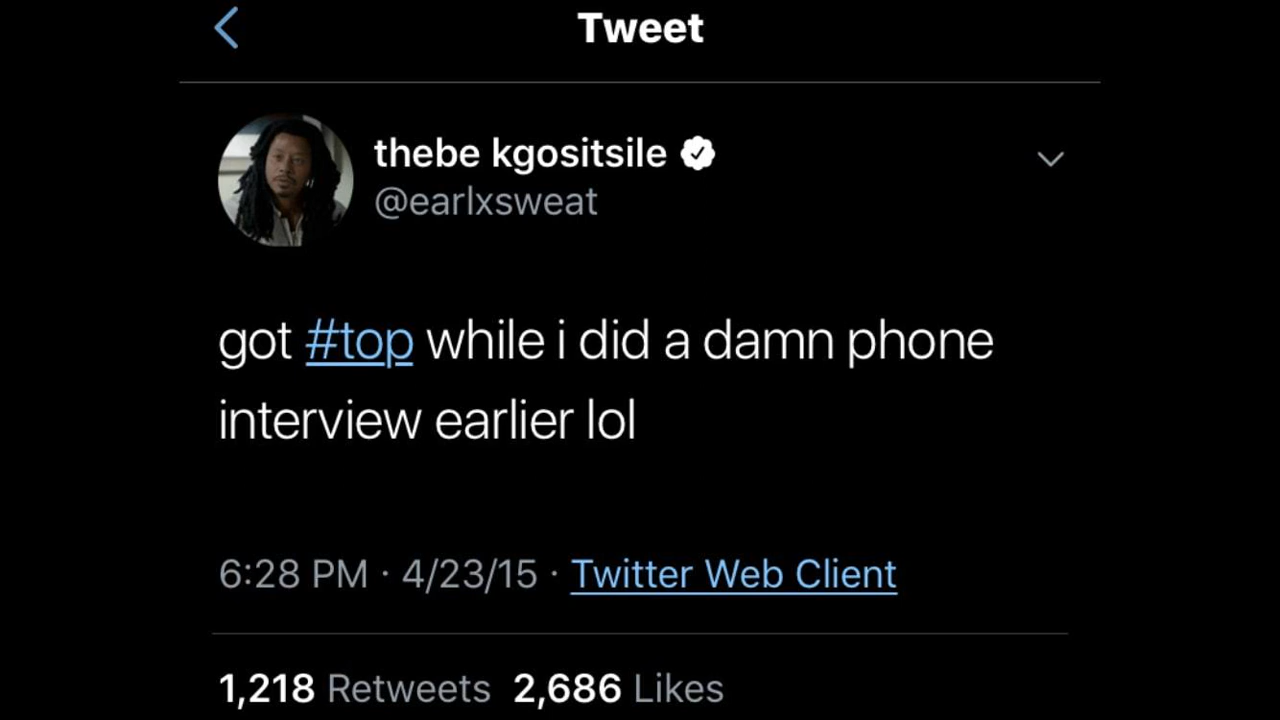 Tweet
thebe kgositsile
@earlxsweat
got #top while i did a damn phone
interview earlier lol
6:28 PM · 4/23/15 · Twitter Web Client
1,218 Retweets 2,686 Likes